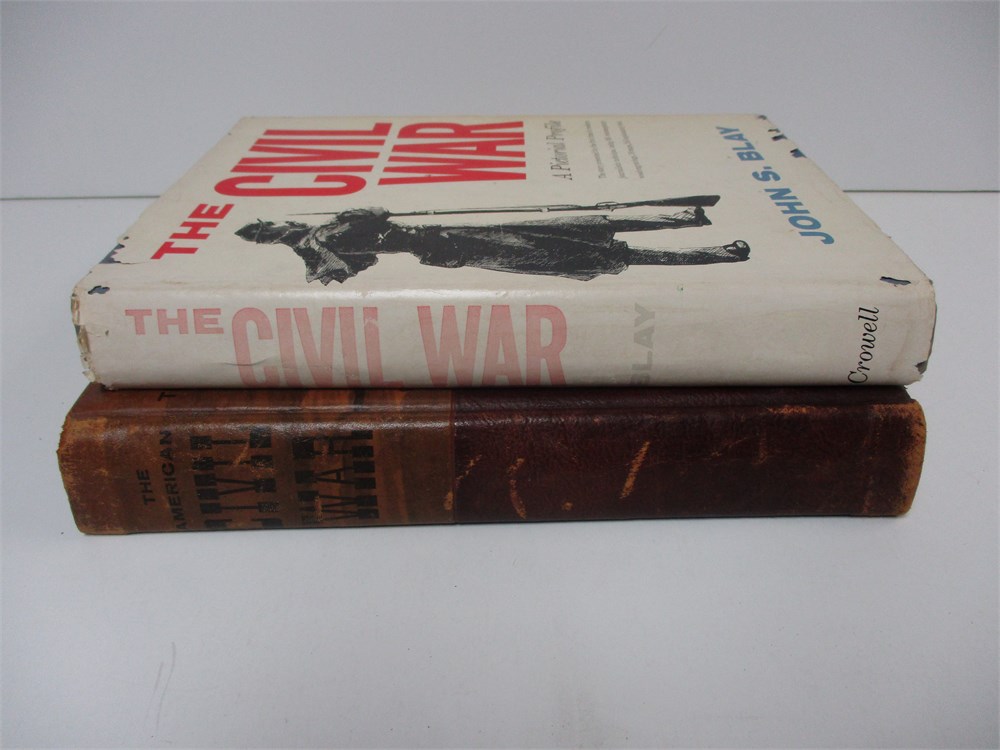 THE CIVIL WAR
A Pictorial Profile
JOHN S. BLAY
THE CIVIL WAR
BLAY
Crowell
THE
AMERICAN
CIVIL
WAR